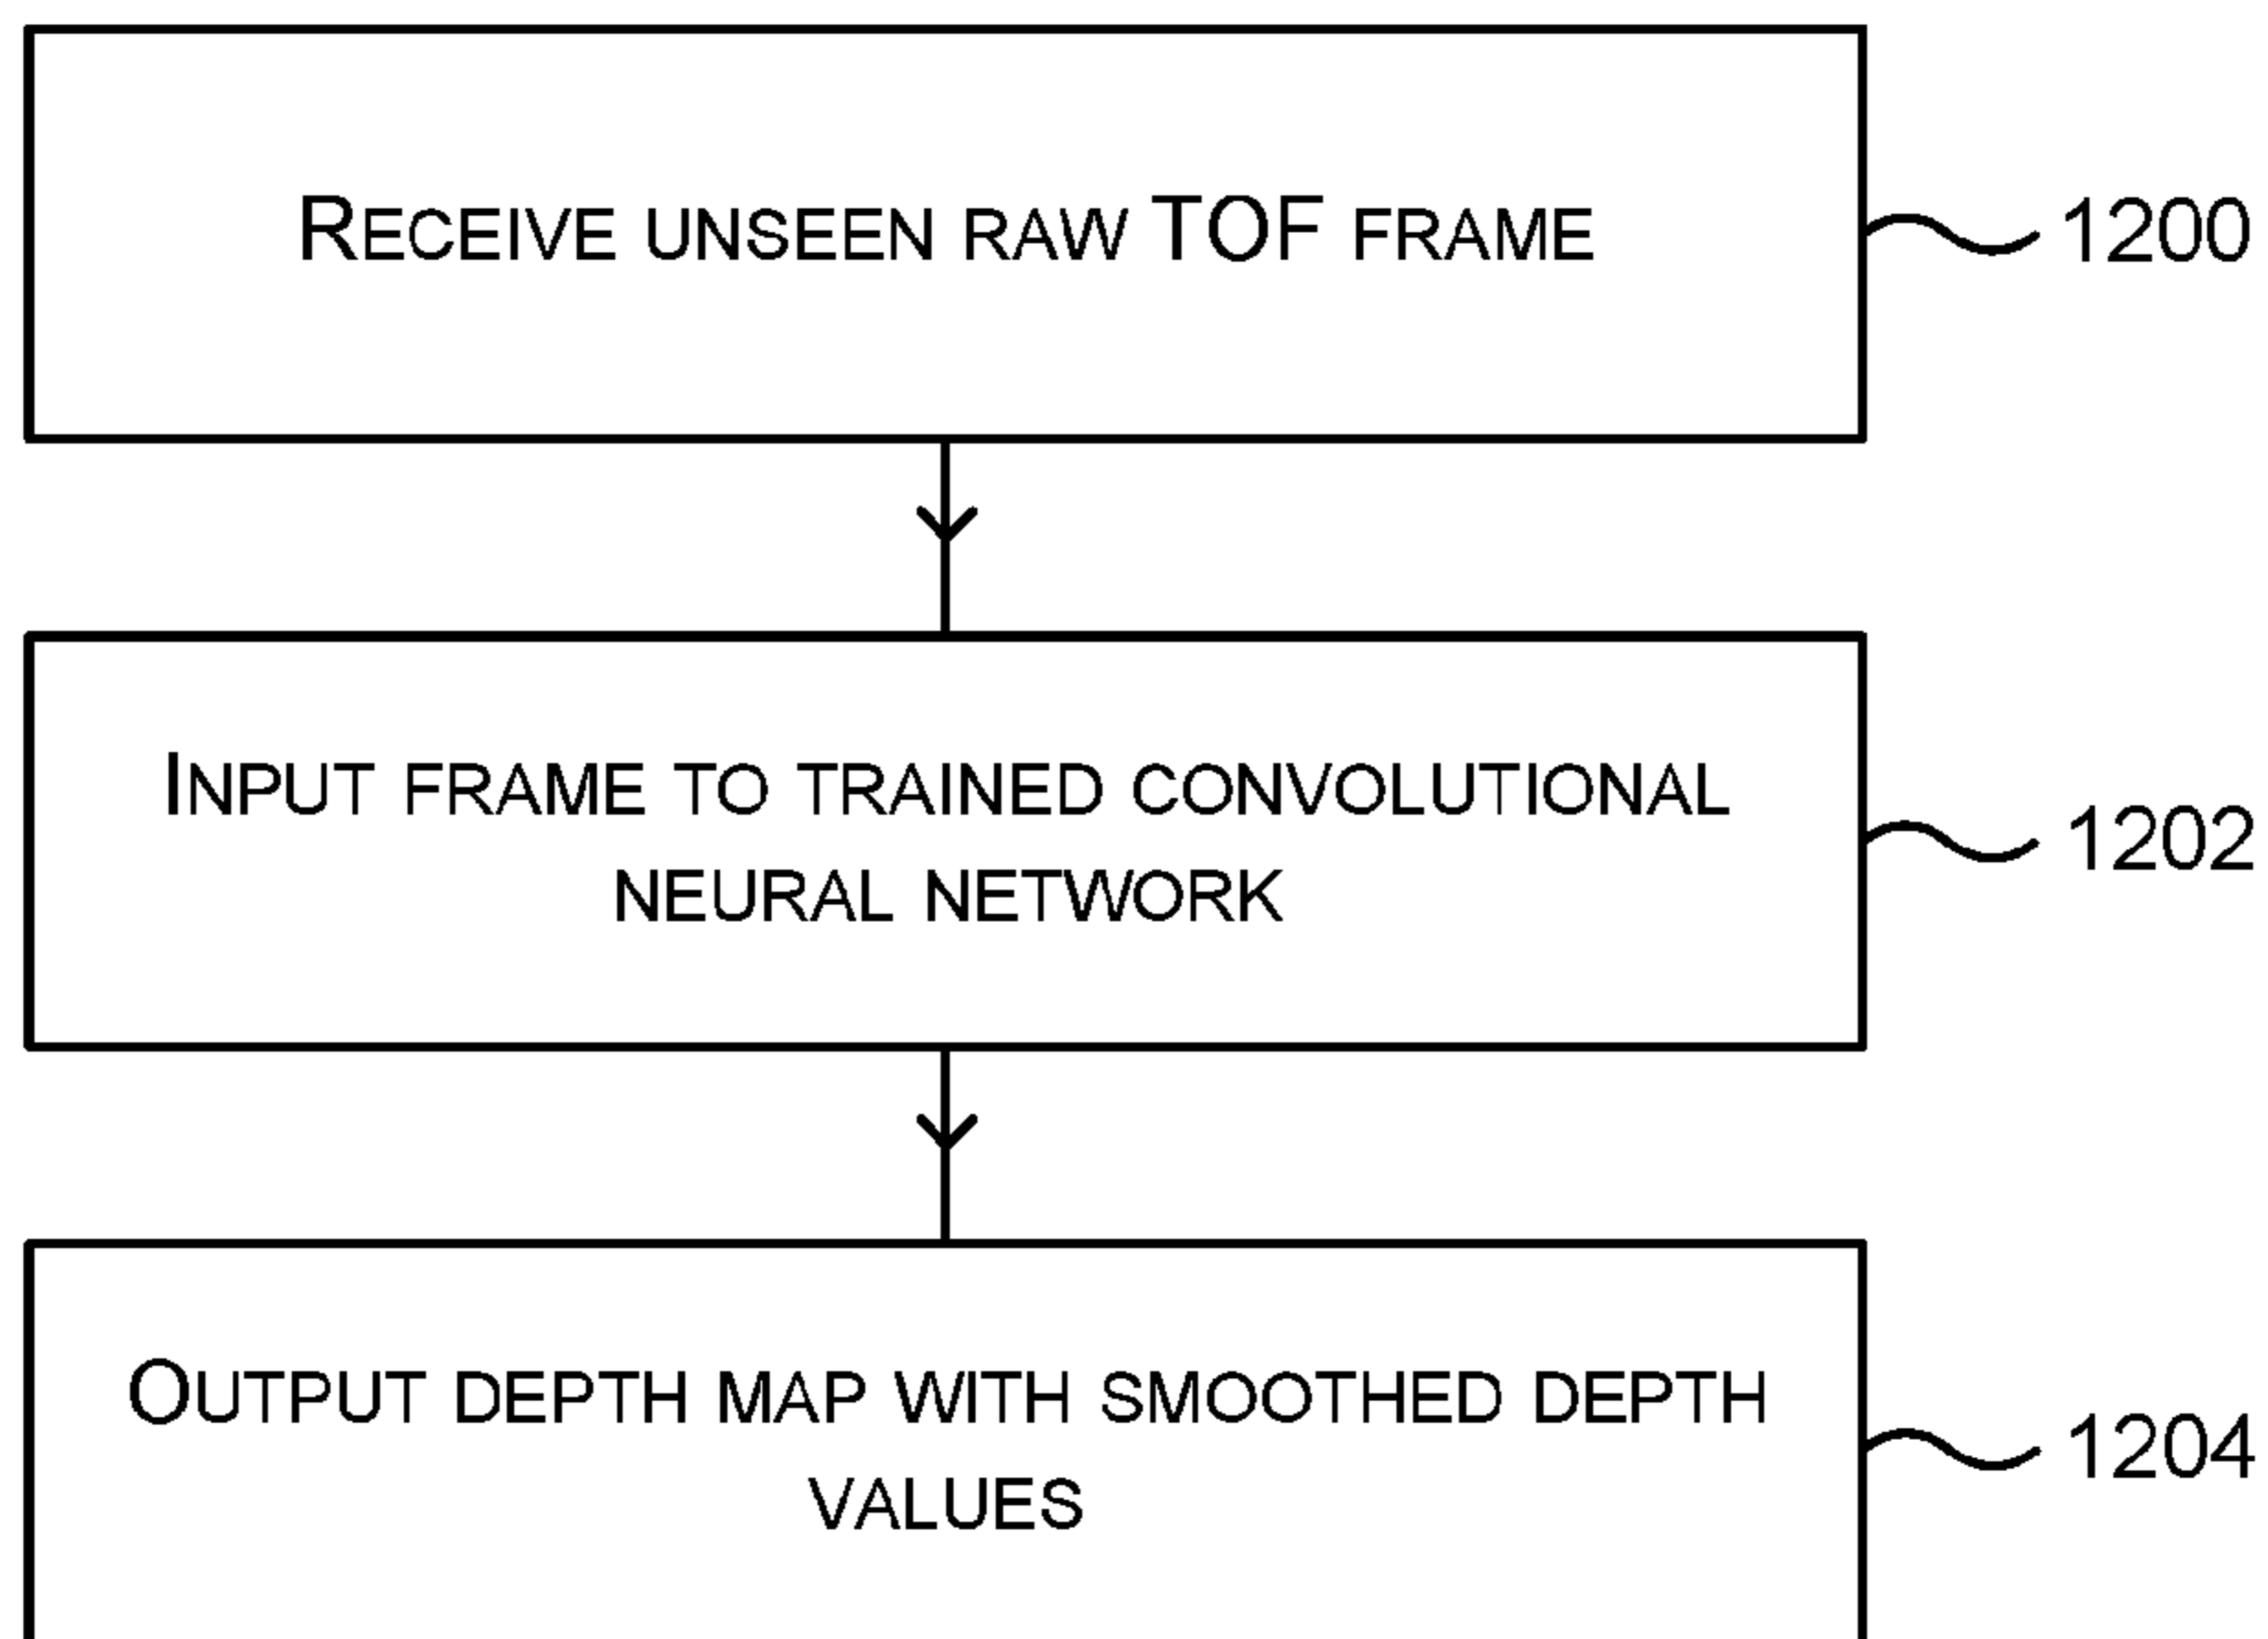 RECEIVE UNSEEN RAW TOF FRAME
1200
INPUT FRAME TO TRAINED CONVOLUTIONAL
NEURAL NETWORK
1202
OUTPUT DEPTH MAP WITH SMOOTHED DEPTH
VALUES
1204